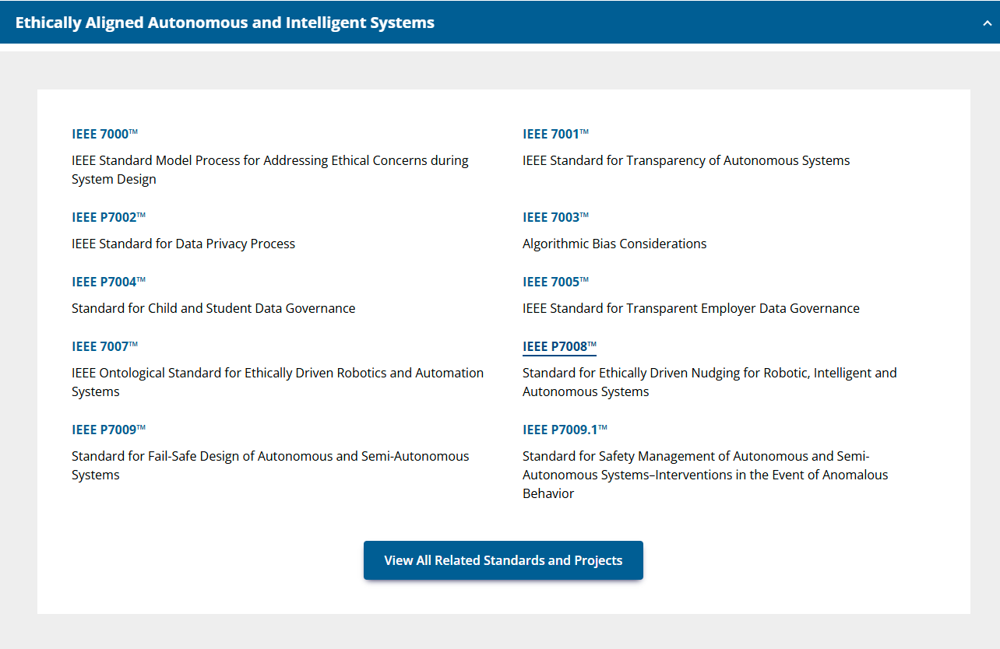 Ethically Aligned Autonomous and Intelligent Systems
IEEE 7000™
IEEE Standard Model Process for Addressing Ethical Concerns during
System Design
IEEE 7001™
IEEE Standard for Transparency of Autonomous Systems
IEEE P7002™
IEEE Standard for Data Privacy Process
IEEE 7003™
Algorithmic Bias Considerations
IEEE P7004™
Standard for Child and Student Data Governance
IEEE 7005™
IEEE Standard for Transparent Employer Data Governance
IEEE 7007™
IEEE Ontological Standard for Ethically Driven Robotics and Automation
Systems
IEEE P7008™
Standard for Ethically Driven Nudging for Robotic, Intelligent and
Autonomous Systems
IEEE P7009™
Standard for Fail-Safe Design of Autonomous and Semi-Autonomous
Systems
IEEE P7009.1™
Standard for Safety Management of Autonomous and Semi-
Autonomous Systems–Interventions in the Event of Anomalous
Behavior
View All Related Standards and Projects